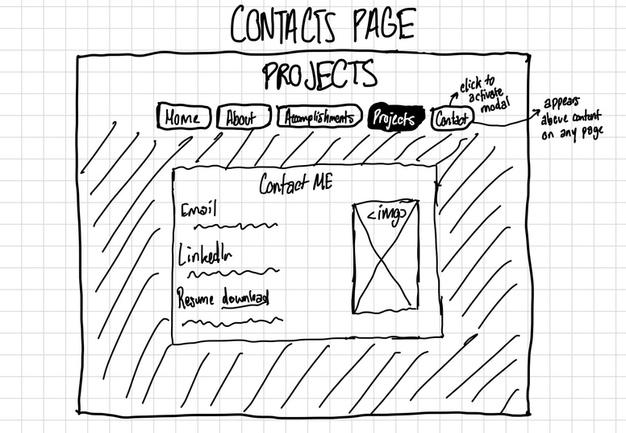 CONTACTS PAGE
PROJECTS
Home About Accomplishments Projects Contact
click to
activate
modal
appears
above content
on any page
Contact ME
Email
LinkedIn
Resume download
<img>